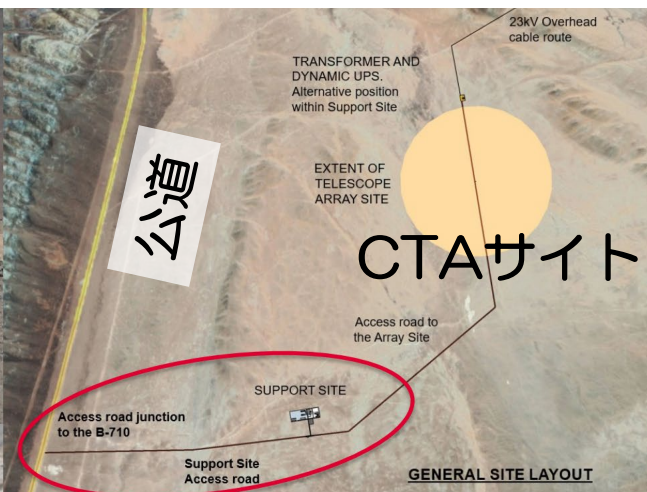 23kV Overhead
cable route
TRANSFORMER AND
DYNAMIC UPS.
Alternative position
within Support Site
公道
EXTENT OF
TELESCOPE
ARRAY SITE
CTAサイト
Access road to
the Array Site
SUPPORT SITE
Access road junction
to the B-710
Support Site
Access road
GENERAL SITE LAYOUT